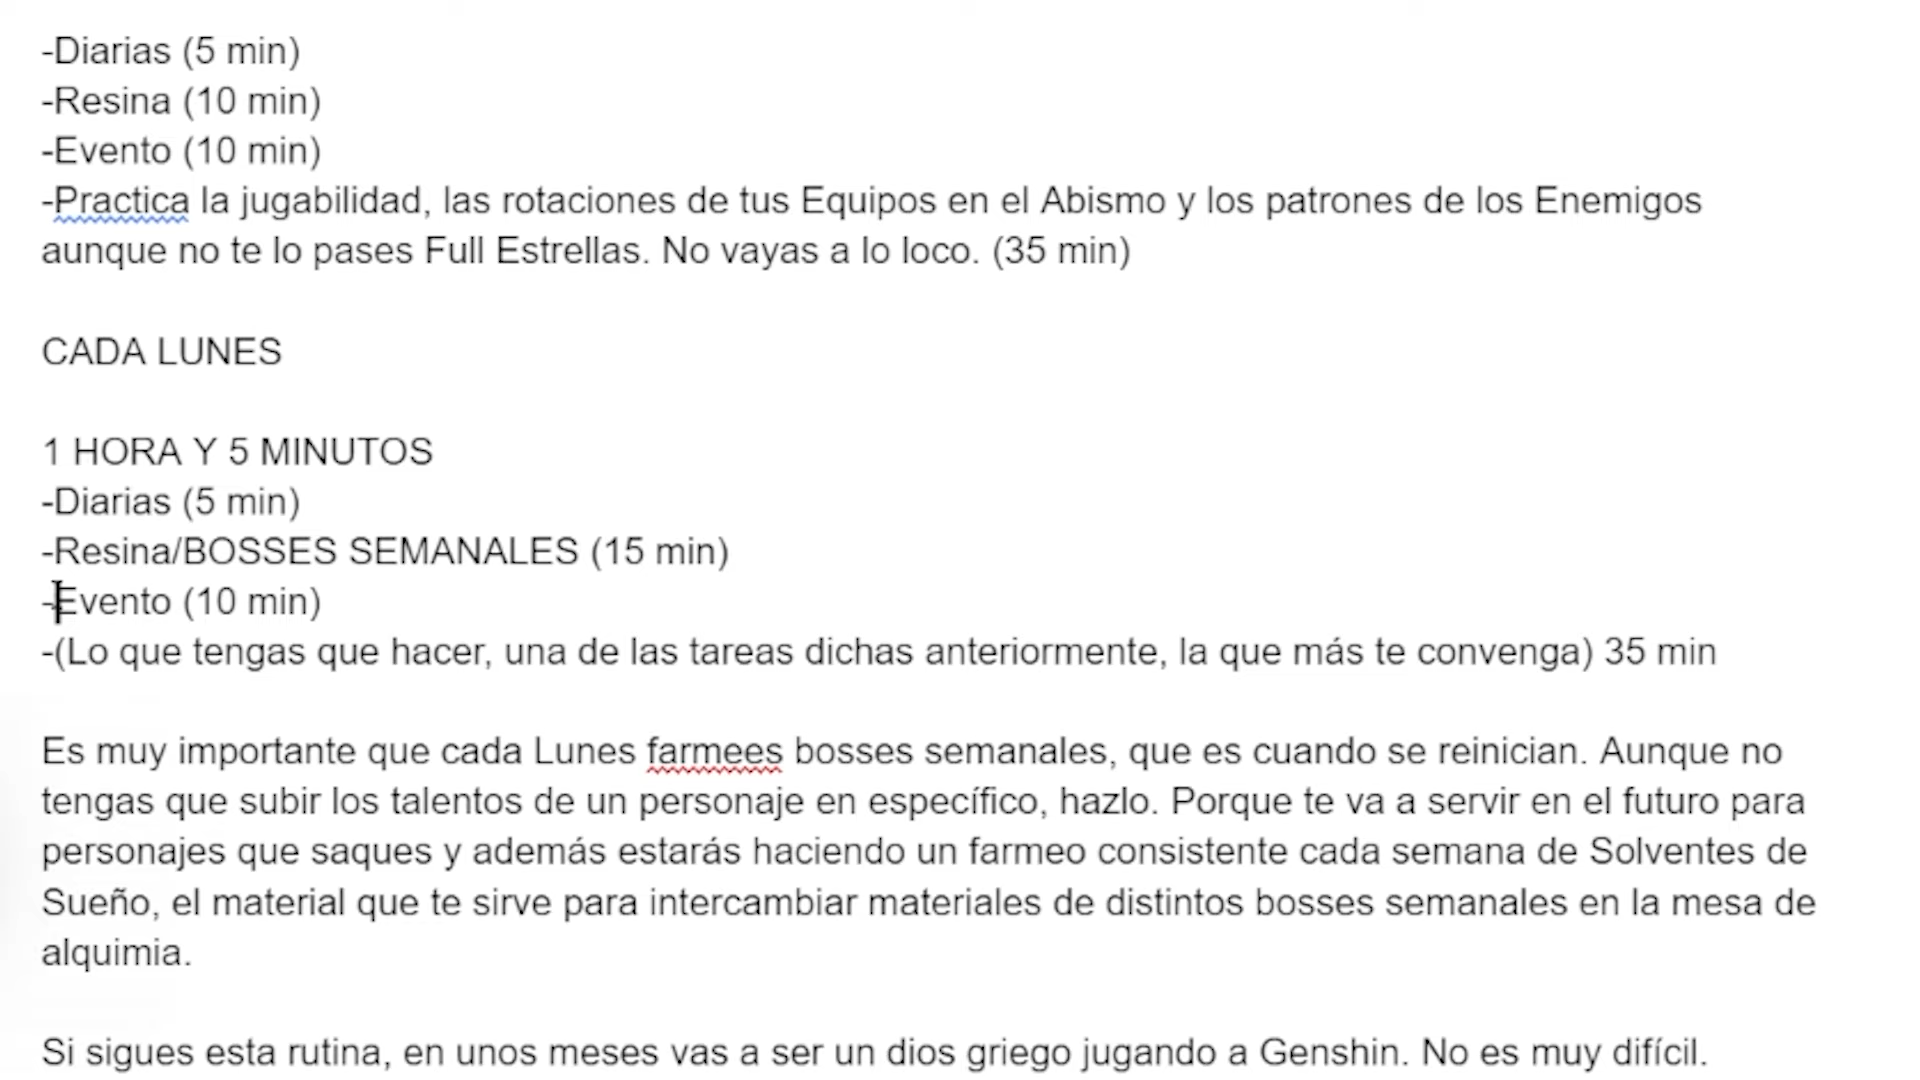 -Diarias (5 min)
-Resina (10 min)
-Evento (10 min)
-Practica la jugabilidad, las rotaciones de tus Equipos en el Abismo y los patrones de los Enemigos
aunque no te lo pases Full Estrellas. No vayas a lo loco. (35 min)
CADA LUNES
1 HORA Y 5 MINUTOS
-Diarias (5 min)
-Resina/BOSSES SEMANALES (15 min)
-Evento (10 min)
-(Lo que tengas que hacer, una de las tareas dichas anteriormente, la que más te convenga) 35 min
Es muy importante que cada Lunes farmees bosses semanales, que es cuando se reinician. Aunque no
tengas que subir los talentos de un personaje en específico, hazlo. Porque te va a servir en el futuro para
personajes que saques y además estarás haciendo un farmeo consistente cada semana de Solventes de
Sueño, el material que te sirve para intercambiar materiales de distintos bosses semanales en la mesa de
alquimia.
Si sigues esta rutina, en unos meses vas a ser un dios griego jugando a Genshin. No es muy difícil.